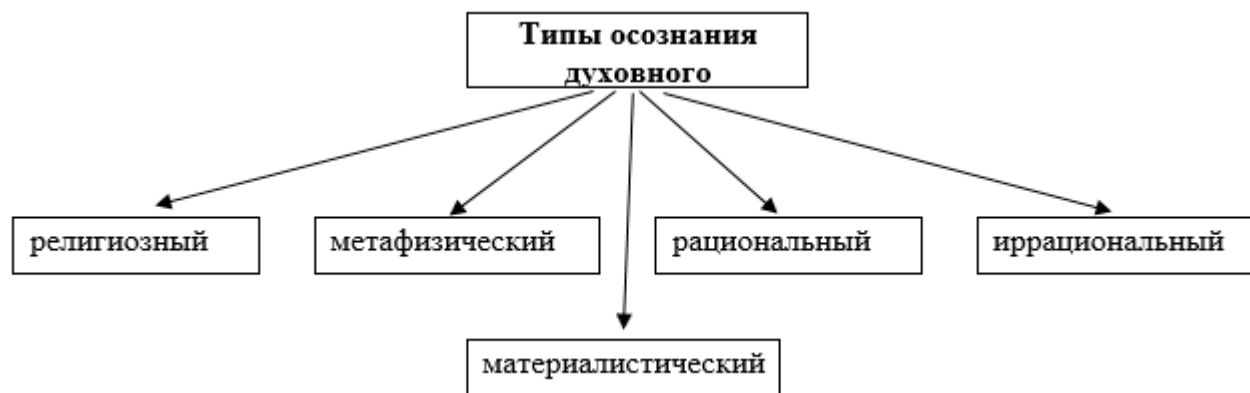 Типы осознания
духовного
религиозный
метафизический
рациональный
иррациональный
материалистический